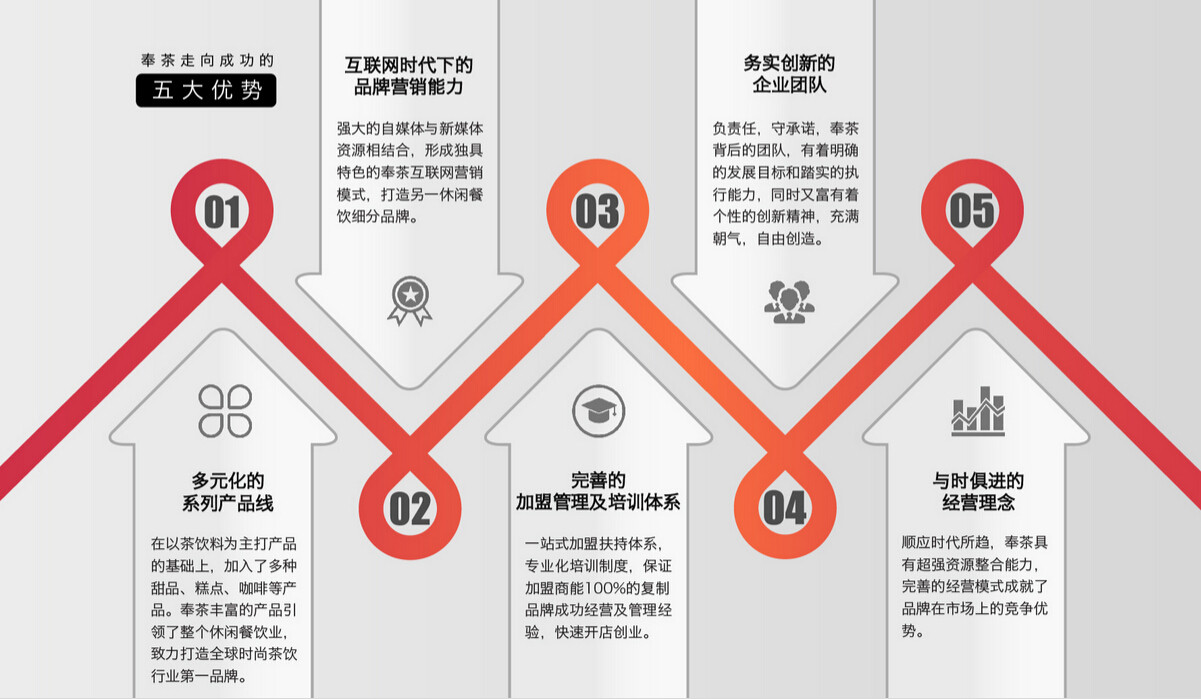 奉茶走向成功的
五大优势
01
多元化的
系列产品线
在以茶饮料为主打产品
的基础上，加入了多种
甜品、糕点、咖啡等产
品。奉茶丰富的产品引
领了整个休闲餐饮业，
致力打造全球时尚茶饮
行业第一品牌。
互联网时代下的
品牌营销能力
强大的自媒体与新媒体
资源相结合，形成独具
特色的奉茶互联网营销
模式，打造另一休闲餐
饮细分品牌。
02
03
完善的
加盟管理及培训体系
一站式加盟扶持体系，
专业化培训制度，保证
加盟商能100%的复制
品牌成功经营及管理经
验，快速开店创业。
务实创新的
企业团队
负责任，守承诺，奉茶
背后的团队，有着明确
的发展目标和踏实的执
行能力，同时又富有着
个性的创新精神，充满
朝气，自由创造。
04
05
与时俱进的
经营理念
顺应时代所趋，奉茶具
有超强资源整合能力，
完善的经营模式成就了
品牌在市场上的竞争优
势。